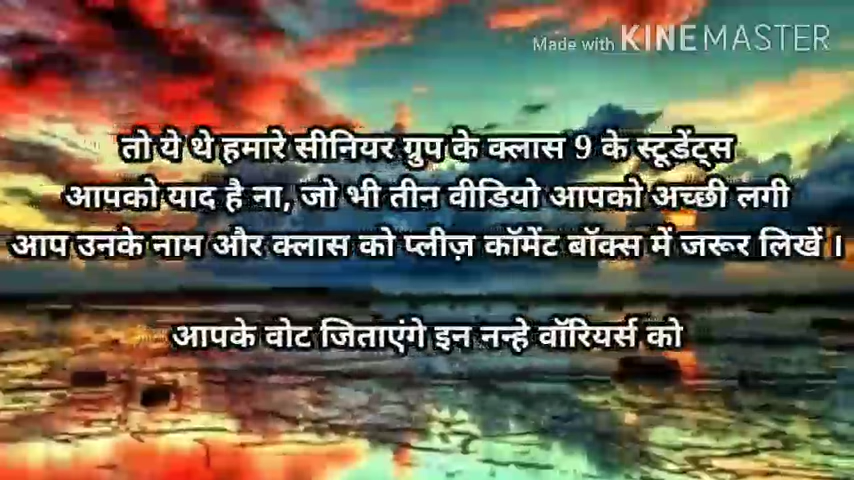 Made with KINEMASTER
तो ये थे हमारे सीनियर ग्रुप के क्लास 9 के स्टूडेंट्स
आपको याद है ना, जो भी तीन वीडियो आपको अच्छी लगी
आप उनके नाम और क्लास को प्लीज़ कॉमेंट बॉक्स में जरूर लिखें ।
आपके वोट जिताएंगे इन नन्हे वॉरियर्स को